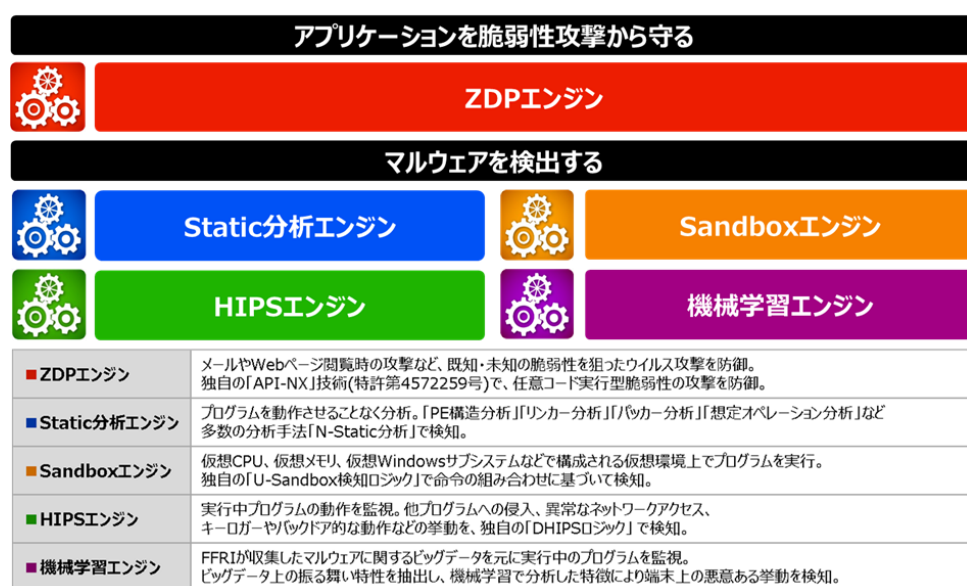 アプリケーションを脆弱性攻撃から守る
ZDPエンジン
マルウェアを検出する
Static分析エンジン
Sandboxエンジン
HIPSエンジン
機械学習エンジン
■ZDPエンジン
メールやWebページ閲覧時の攻撃など、既知・未知の脆弱性を狙ったウイルス攻撃を防御。
独自の「API-NX」技術(特許第4572259号)で、任意コード実行型脆弱性の攻撃を防御。
■Static分析エンジン
プログラムを動作させることなく分析。「PE構造分析」「リンカー分析」「パッカー分析」「想定オペレーション分析」など
多数の分析手法「N-Static分析」で検知。
■Sandboxエンジン
仮想CPU、仮想メモリ、仮想Windowsサブシステムなどで構成される仮想環境上でプログラムを実行。
独自の「U-Sandbox検知ロジック」で命令の組み合わせに基づいて検知。
■HIPSエンジン
実行中プログラムの動作を監視。他プログラムへの侵入、異常なネットワークアクセス、
キーロガーやバックドア的な動作などの挙動を、独自の「DHIPSロジック」で検知。
■機械学習エンジン
FFRIが収集したマルウェアに関するビッグデータを元に実行中のプログラムを監視。
ビッグデータ上の振る舞い特性を抽出し、機械学習で分析した特徴により端末上の悪意ある挙動を検知。